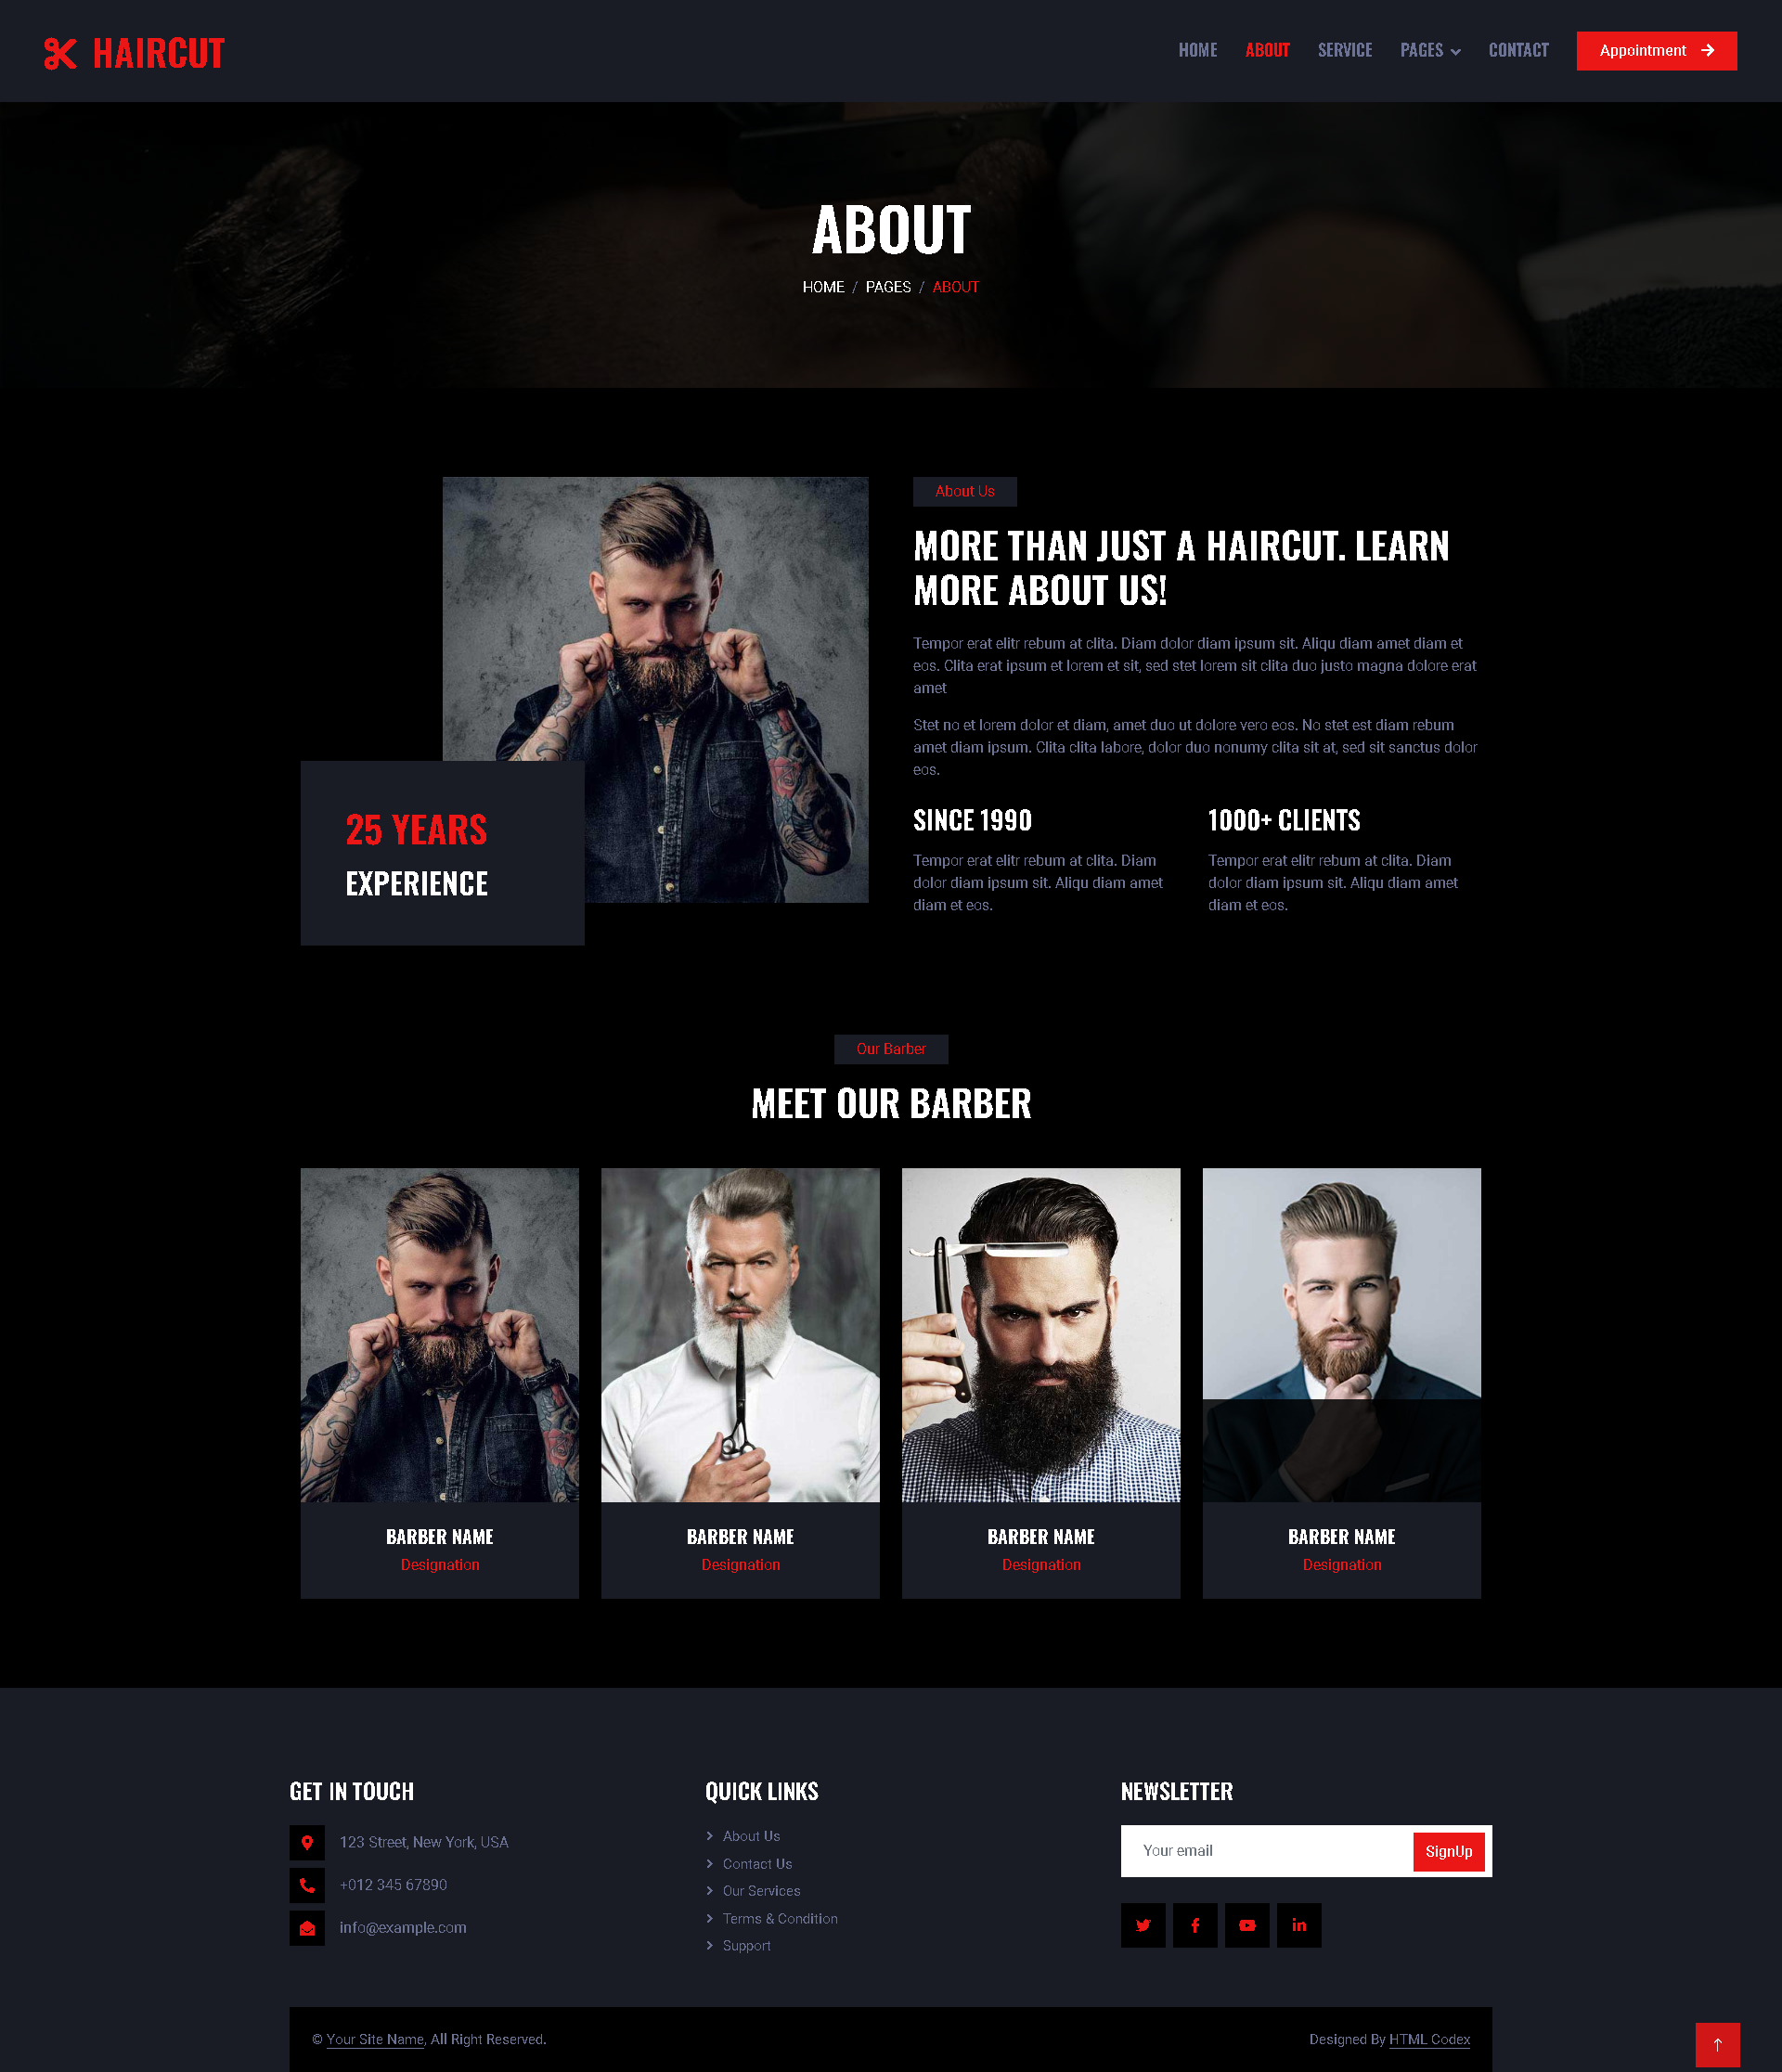 HAIRCUT
HOME ABOUT SERVICE PAGES CONTACT Appointment
ABOUT
HOME / PAGES / ABOUT
About Us
MORE THAN JUST A HAIRCUT. LEARN
MORE ABOUT US!
Tempor erat elitr rebum at clita. Diam dolor diam ipsum sit. Aliqu diam amet diam et
eos. Clita erat ipsum et lorem et sit, sed stet lorem sit clita duo justo magna dolore erat
amet
Stet no et lorem dolor et diam, amet duo ut dolore vero eos. No stet est diam rebum
amet diam ipsum. Clita clita labore, dolor duo nonumy clita sit at, sed sit sanctus dolor
eos.
25 YEARS
EXPERIENCE
SINCE 1990
Tempor erat elitr rebum at clita. Diam
dolor diam ipsum sit. Aliqu diam amet
diam et eos.
1000+ CLIENTS
Tempor erat elitr rebum at clita. Diam
dolor diam ipsum sit. Aliqu diam amet
diam et eos.
Our Barber
MEET OUR BARBER
BARBER NAME
Designation
BARBER NAME
Designation
BARBER NAME
Designation
BARBER NAME
Designation
GET IN TOUCH
123 Street, New York, USA
+012 345 67890
info@example.com
QUICK LINKS
About Us
Contact Us
Our Services
Terms & Condition
Support
NEWSLETTER
Your email SignUp
© Your Site Name, All Right Reserved.
Designed By HTML Codex